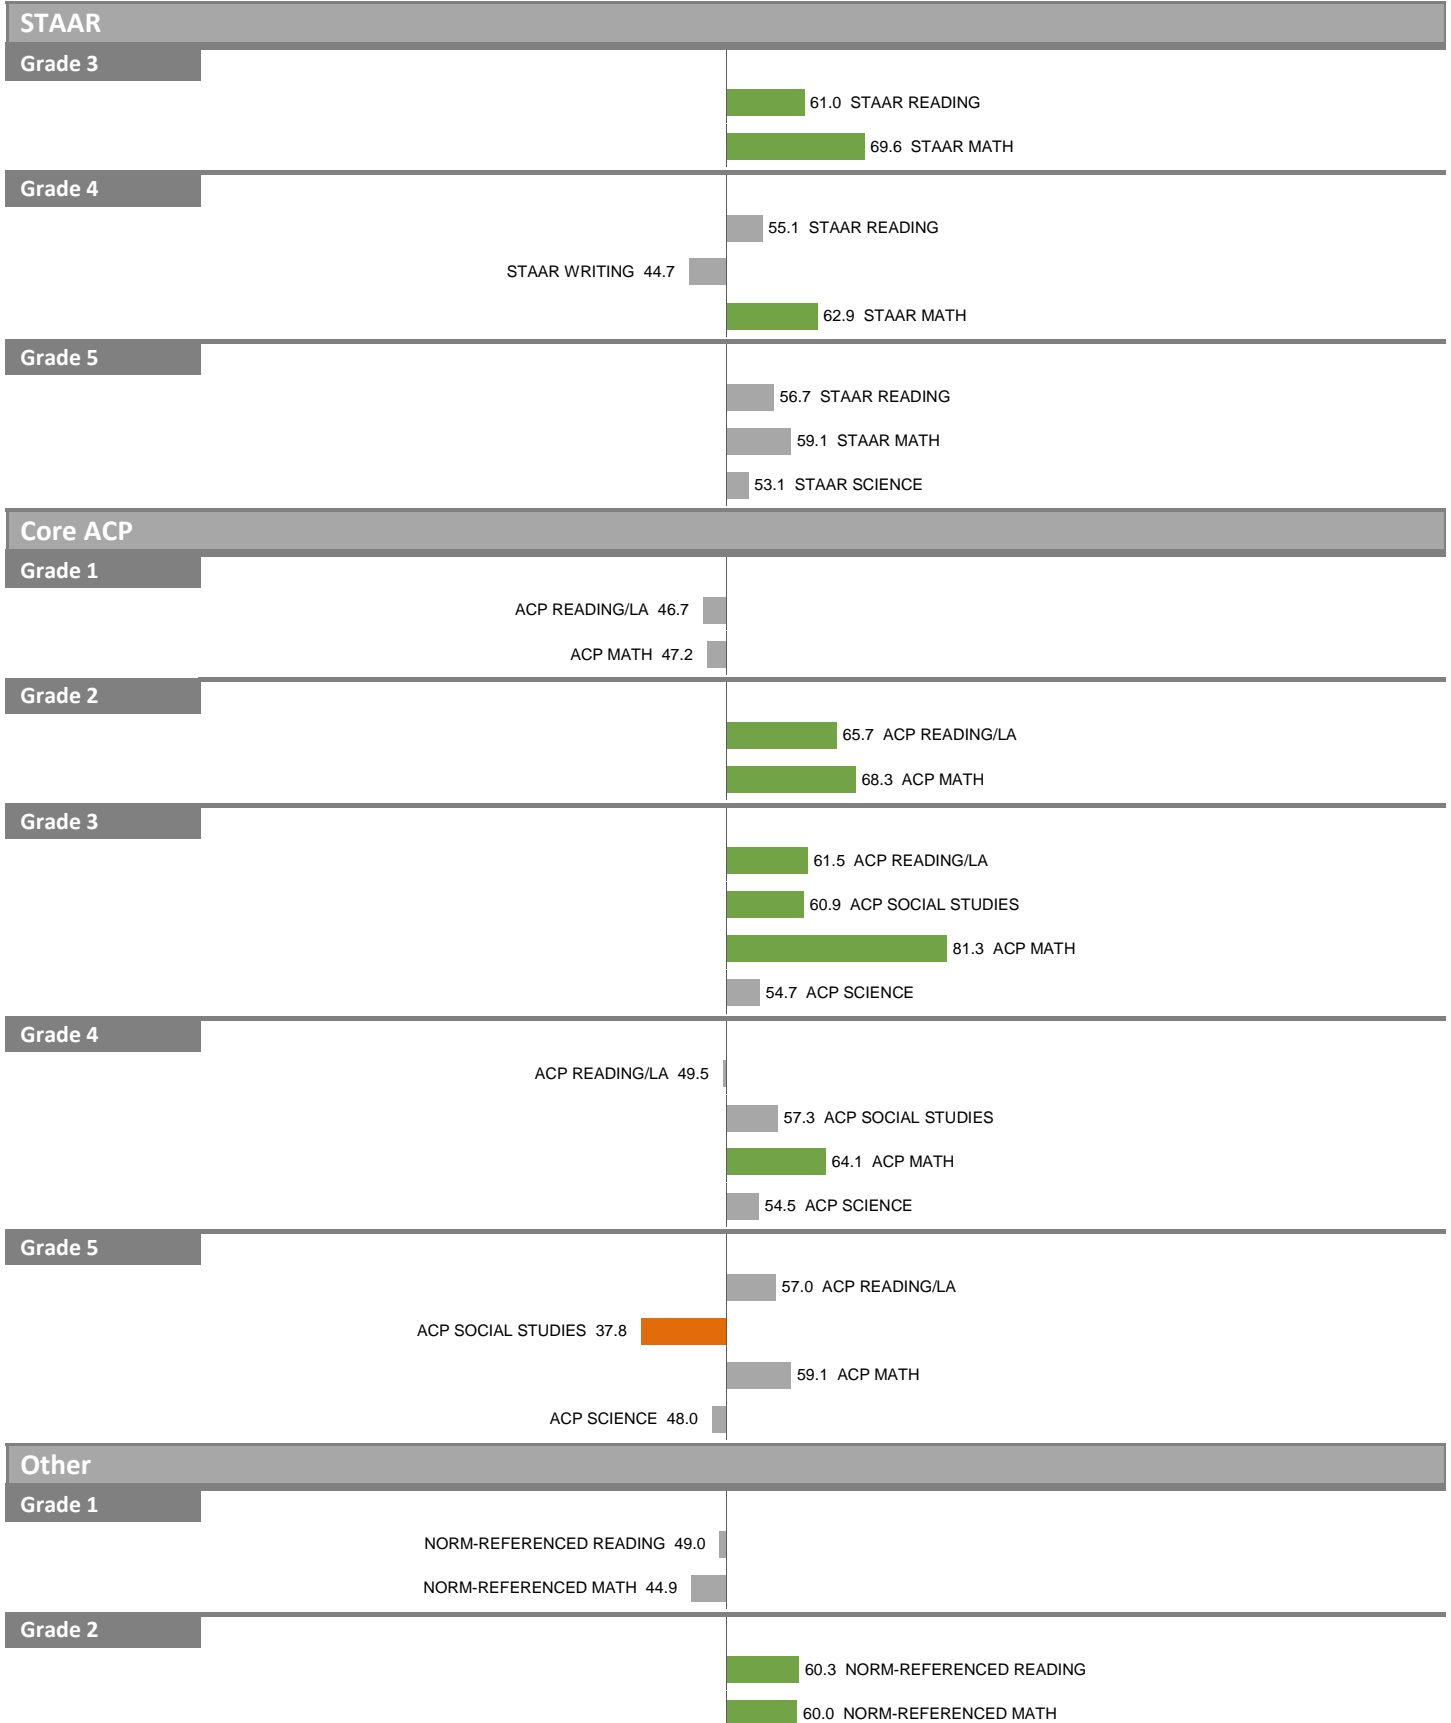 STAAR
Grade 3
61.0 STAAR READING
69.6 STAAR MATH
Grade 4
55.1 STAAR READING
STAAR WRITING 44.7
62.9 STAAR MATH
Grade 5
56.7 STAAR READING
59.1 STAAR MATH
53.1 STAAR SCIENCE
Core ACP
Grade 1
ACP READING/LA 46.7
ACP MATH 47.2
Grade 2
65.7 ACP READING/LA
68.3 ACP MATH
Grade 3
61.5 ACP READING/LA
60.9 ACP SOCIAL STUDIES
81.3 ACP MATH
54.7 ACP SCIENCE
Grade 4
ACP READING/LA 49.5
57.3 ACP SOCIAL STUDIES
64.1 ACP MATH
54.5 ACP SCIENCE
Grade 5
57.0 ACP READING/LA
ACP SOCIAL STUDIES 37.8
59.1 ACP MATH
ACP SCIENCE 48.0
Other
Grade 1
NORM-REFERENCED READING 49.0
NORM-REFERENCED MATH 44.9
Grade 2
60.3 NORM-REFERENCED READING
60.0 NORM-REFERENCED MATH